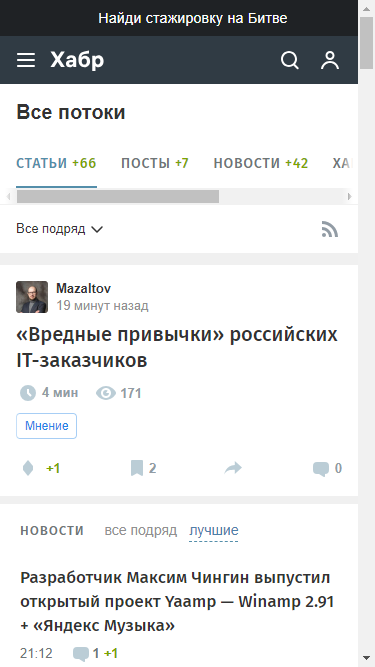 Найди стажировку на Битве
Хабр
Все потоки
СТАТЬИ +66 ПОСТЫ +7 НОВОСТИ +42 ХА
Все подряд
Mazaltov
19 минут назад
«Вредные привычки» российских
IT-заказчиков
4 мин 171
Мнение
+1 2 0
НОВОСТИ все подряд лучшие
Разработчик Максим Чингин выпустил
открытый проект Yaamp — Winamp 2.91
+ «Яндекс Музыка»
21:12 1 +1